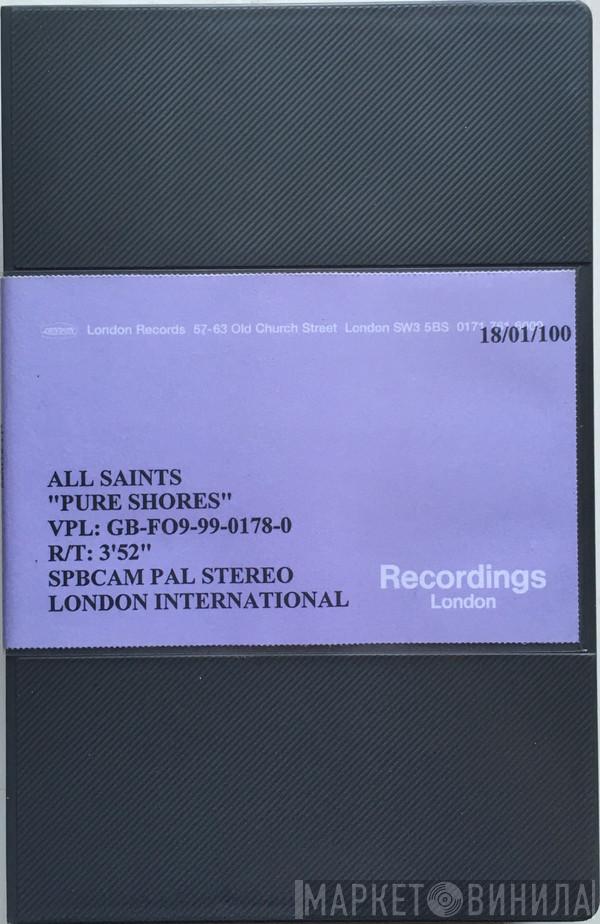 London Records 57-63 Old Church Street London SW3 5BS 0171
18/01/100
ALL SAINTS
"PURE SHORES"
VPL: GB-FO9-99-0178-0
R/T: 3'52"
SPBCAM PAL STEREO
LONDON INTERNATIONAL
Recordings
London
МАРКЕТ ВИНИЛА